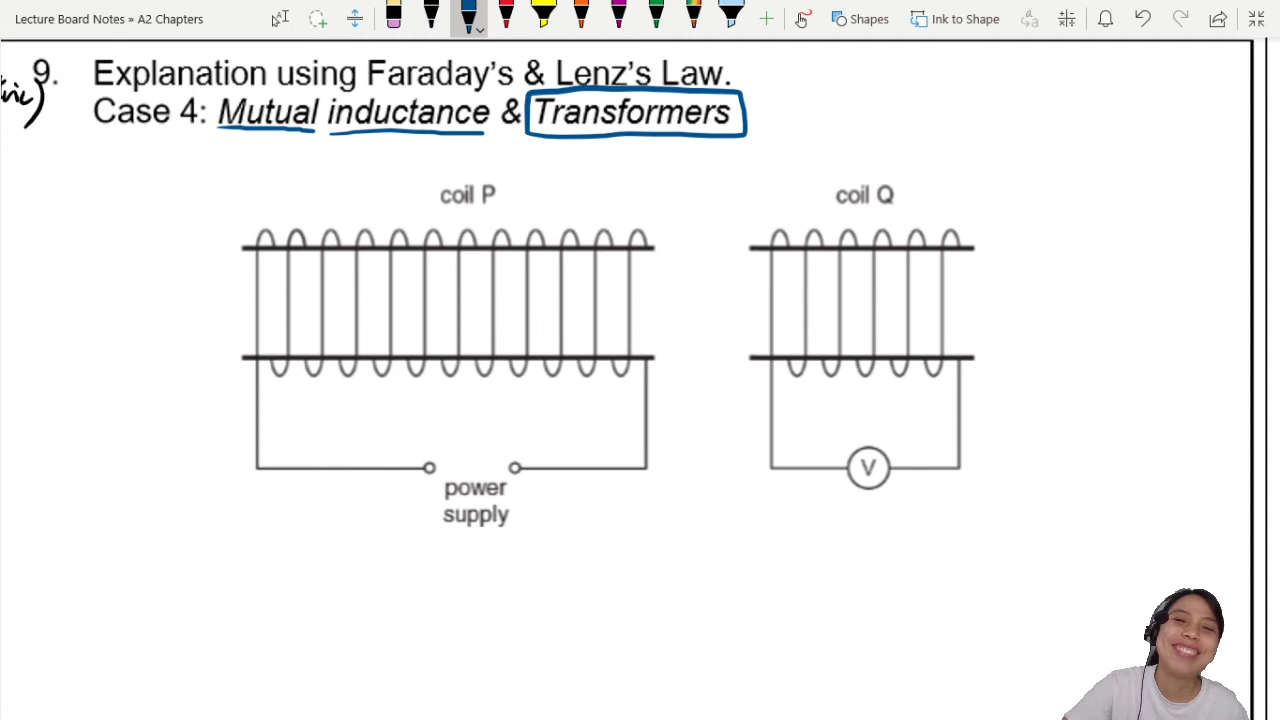 Lecture Board Notes » A2 Chapters
Shapes
Ink to Shape
9. Explanation using Faraday's & Lenz's Law.
Case 4: Mutual inductance & Transformers
coil P
coil Q
V
power
supply